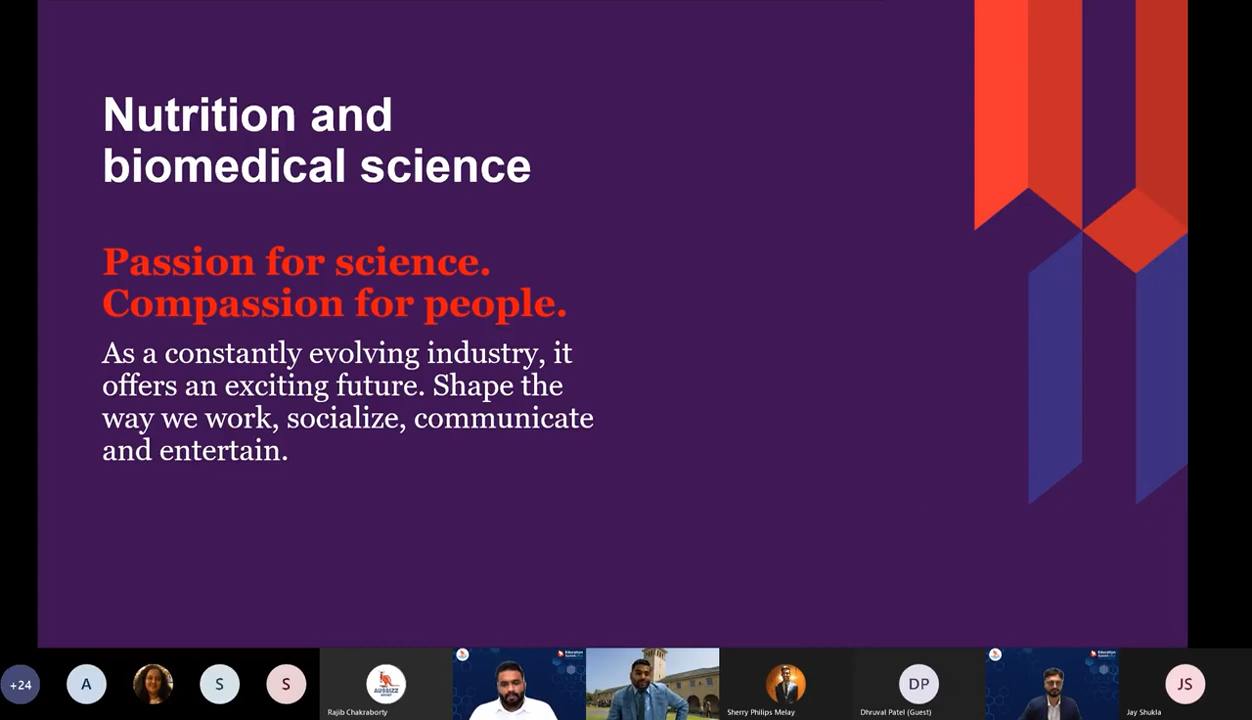 Nutrition and
biomedical science
Passion for science.
Compassion for people.
As a constantly evolving industry, it
offers an exciting future. Shape the
way we work, socialize, communicate
and entertain.
+24
A
S
S
AUSSIZZ
Rajib Chakraborty
Sherry Philips Melay
DP
Dhruval Patel (Guest)
JS
Jay Shukla